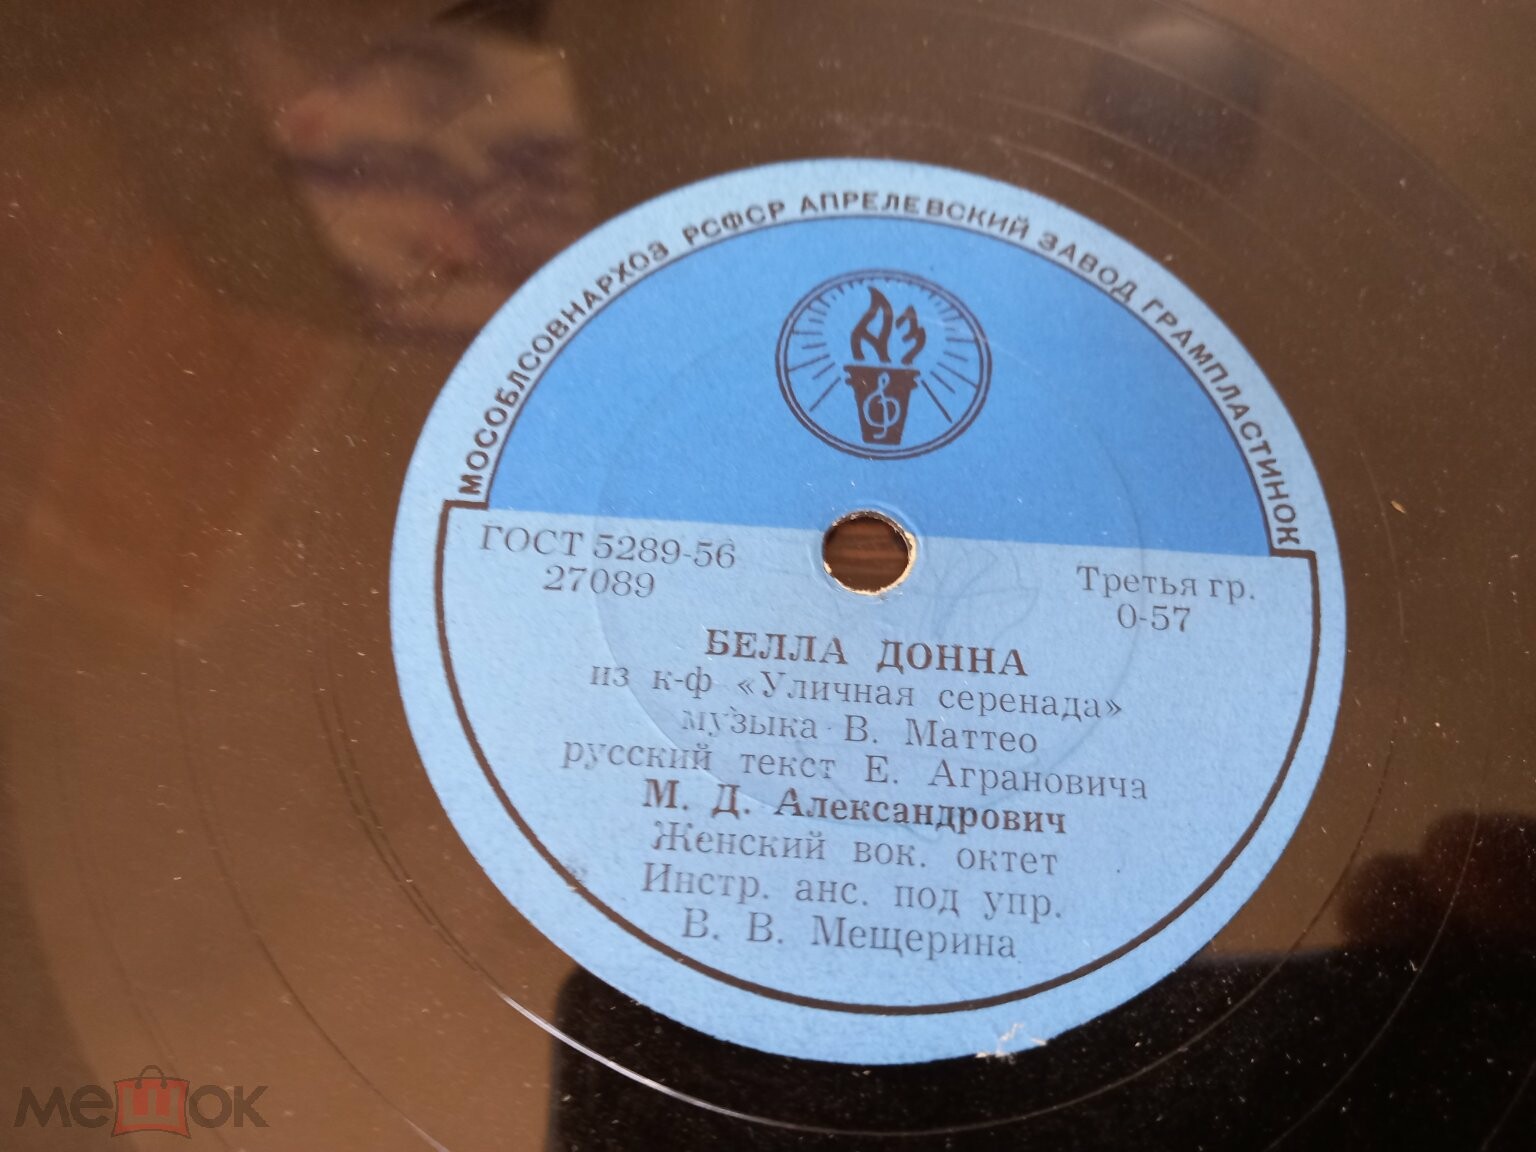 МОСОБЛСОВНАРХОЗ РСФСР АПРЕЛЕВСКИЙ ЗАВОД ГРАМПЛАСТИНОК
АЗ
ГОСТ 5289-56
27089
Третья гр.
0-57
БЕЛЛА ДОННА
из к-ф «Уличная серенада»
музыка В. Маттео
русский текст Е. Аграновича
М. Д. Александрович
Женский вок. октет
Инстр. анс. под упр.
В. В. Мещерина
мешок